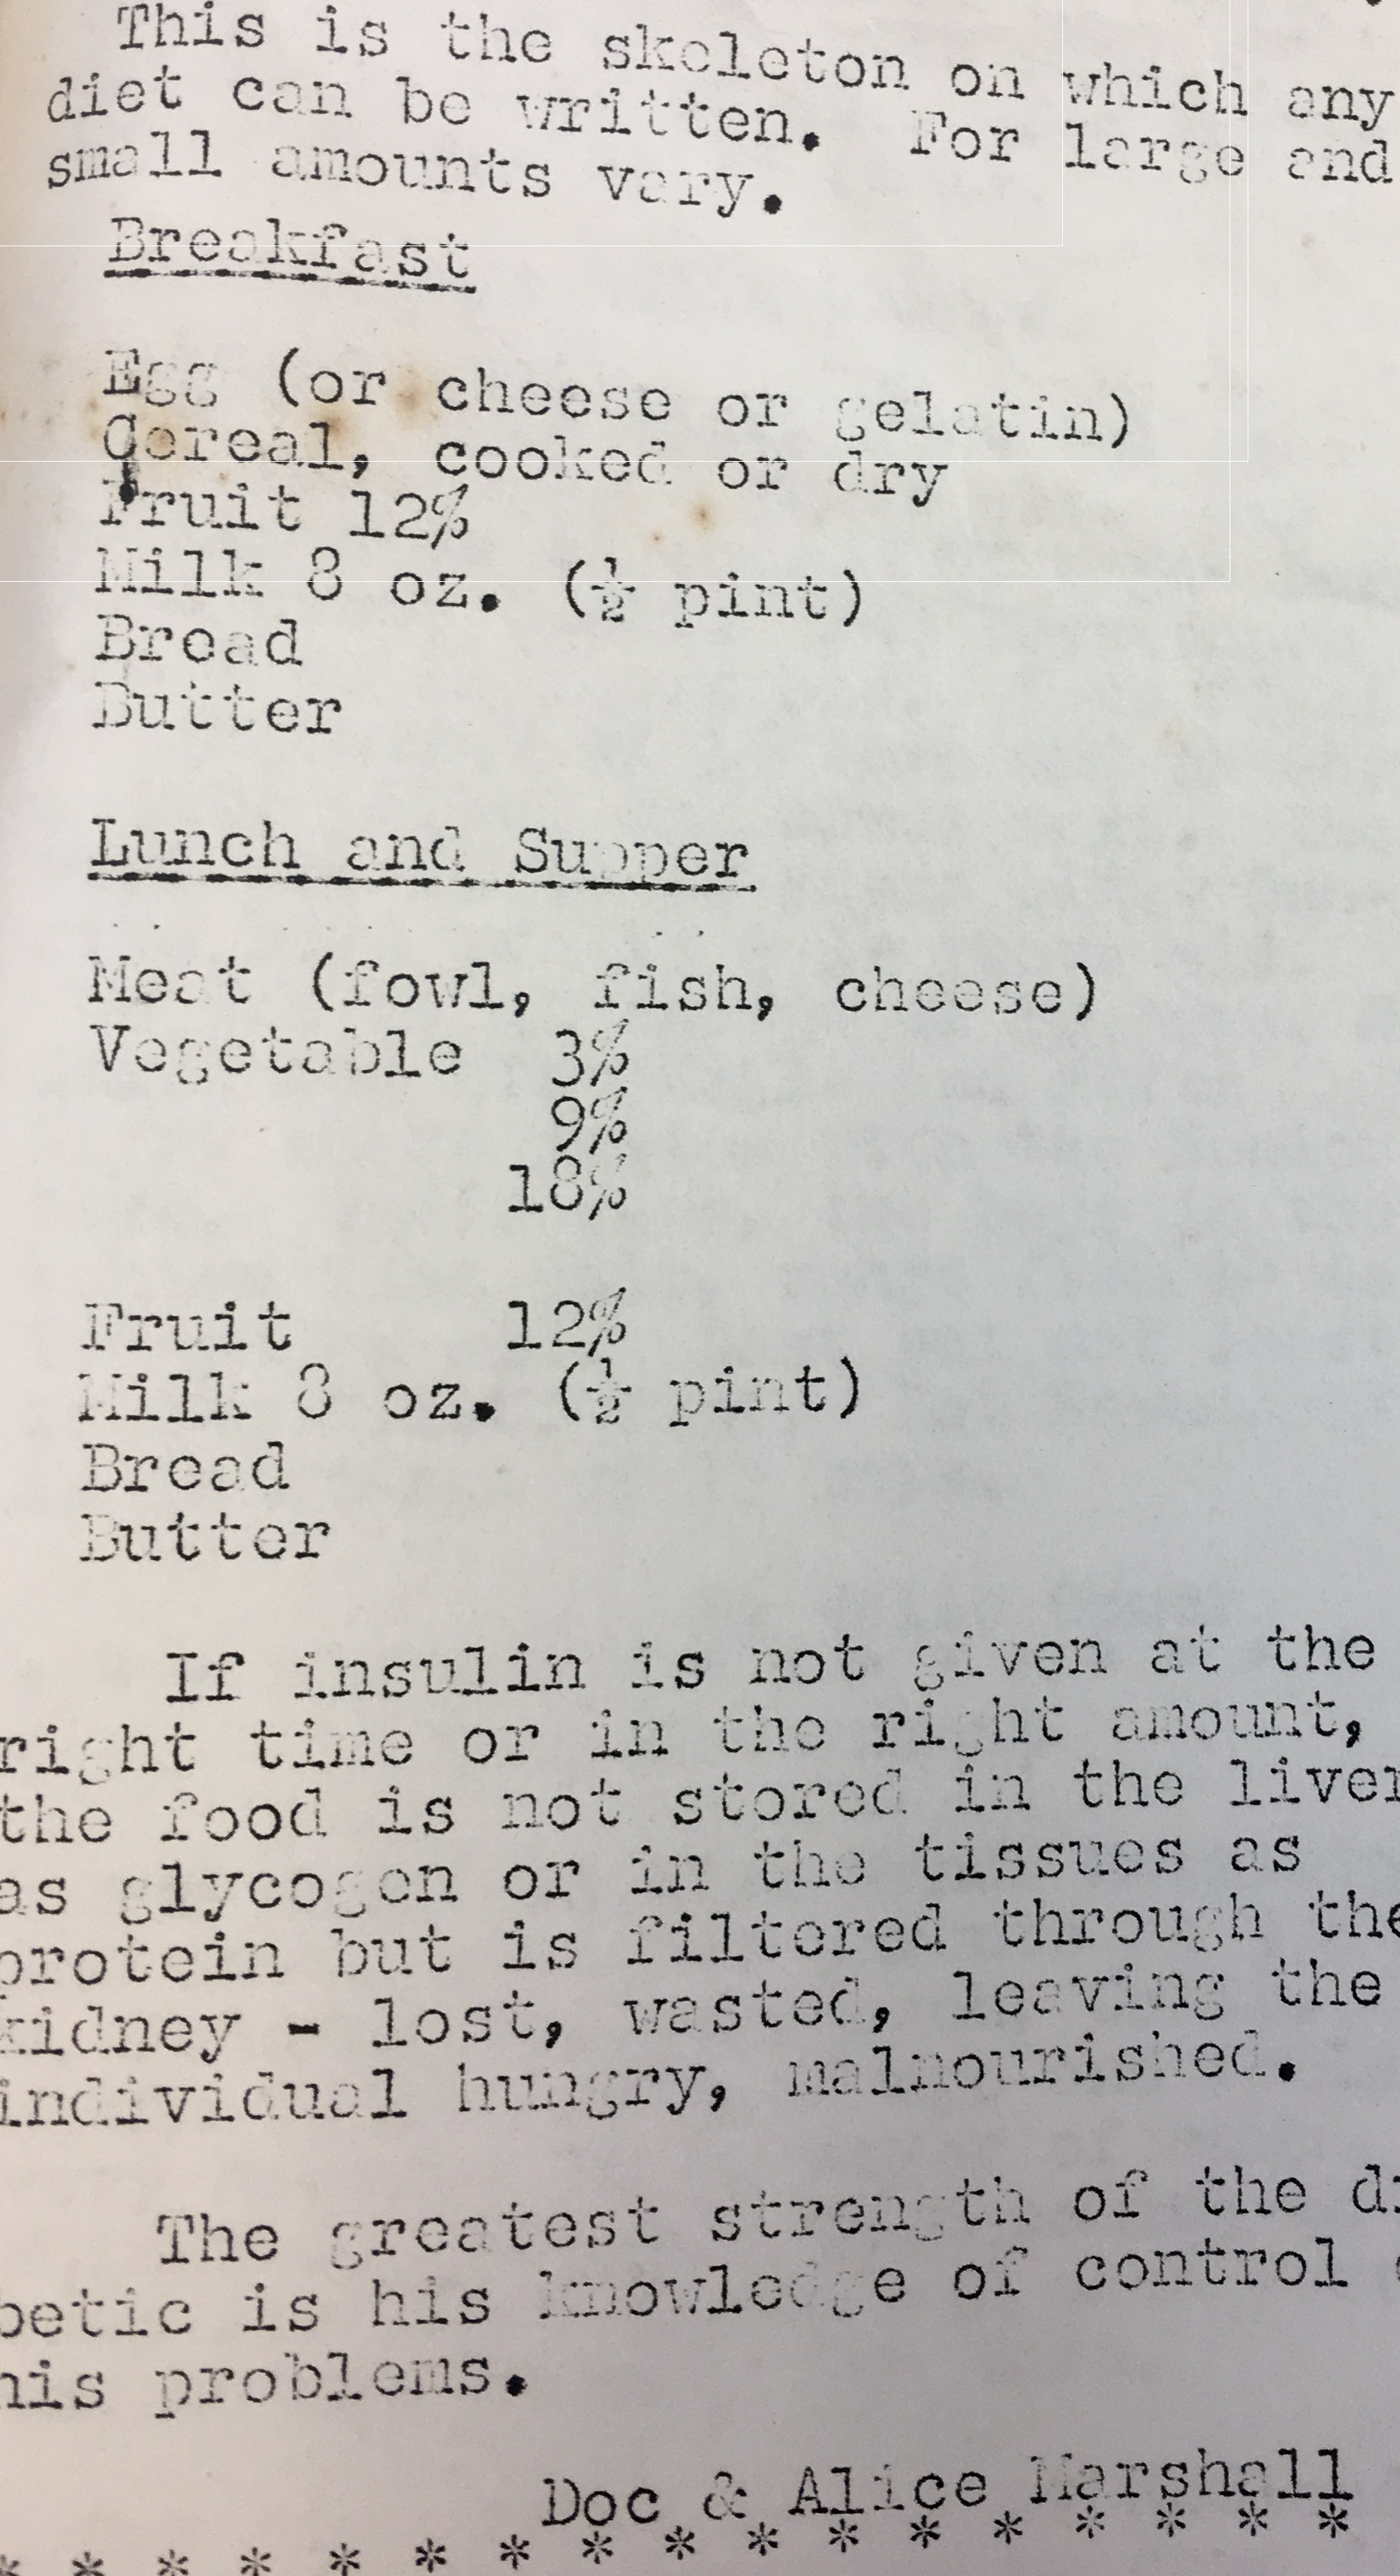 This is the skeleton on which any
diet can be written. For large and
small amounts vary.
Breakfast
Egg (or cheese or gelatin)
Cereal, cooked or dry
Fruit 12%
Milk 8 oz. (½ pint)
Bread
Butter
Lunch and Supper
Meat (fowl, fish, cheese)
Vegetable 3%
9%
18%
Fruit 12%
Milk 8 oz. (½ pint)
Bread
Butter
If insulin is not given at the
right time or in the right amount,
the food is not stored in the liver
as glycogen or in the tissues as
protein but is filtered through the
kidney - lost, wasted, leaving the
individual hungry, malnourished.
The greatest strength of the di
betic is his knowledge of control
his problems.
Doc & Alice Marshall
* * * * * * * * * * * * * * * * *